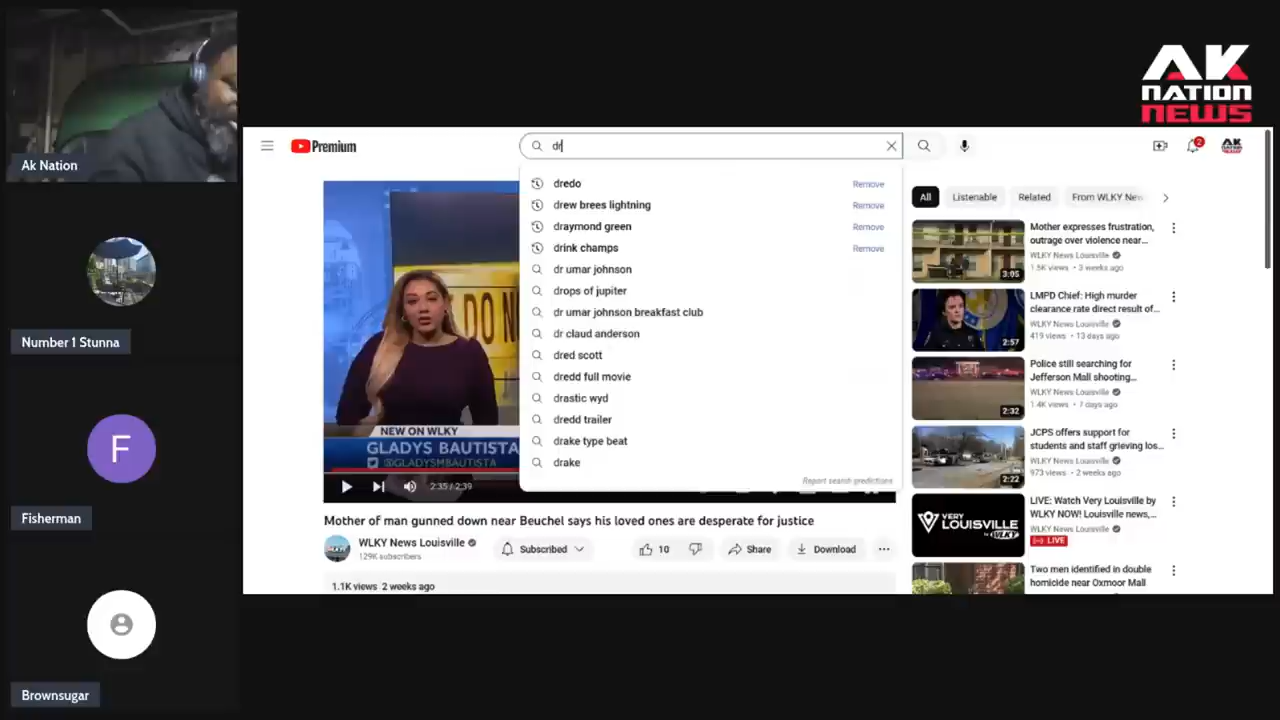 AK
NATION
NEWS
Ak Nation
Number 1 Stunna
F
Fisherman
Brownsugar
Premium
dr
2
AK
NATION
NEWS
dredo
Remove
drew brees lightning
Remove
draymond green
Remove
drink champs
Remove
dr umar johnson
drops of jupiter
dr umar johnson breakfast club
dr claud anderson
dred scott
dredd full movie
drastic wyd
dredd trailer
drake type beat
drake
Report search predictions
DO N
NEW ON WLKY
GLADYS BAUTISTA
@GLADYSMBAUTISTA
2:35 / 2:39
Mother of man gunned down near Beuchel says his loved ones are desperate for justice
WLKY News Louisville
129K subscribers
Subscribed
10
Share
Download
1.1K views 2 weeks ago
All
Listenable
Related
From WLKY New
Mother expresses frustration,
outrage over violence near...
WLKY News Louisville
1.5K views • 3 weeks ago
3:05
LMPD Chief: High murder
clearance rate direct result of...
WLKY News Louisville
419 views • 13 days ago
2:57
Police still searching for
Jefferson Mall shooting...
WLKY News Louisville
1.4K views • 7 days ago
2:32
JCPS offers support for
students and staff grieving los...
WLKY News Louisville
973 views • 2 weeks ago
2:22
LIVE: Watch Very Louisville by
WLKY NOW! Louisville news,...
WLKY News Louisville
LIVE
VERY
LOUISVILLE
by WLKY
Two men identified in double
homicide near Oxmoor Mall